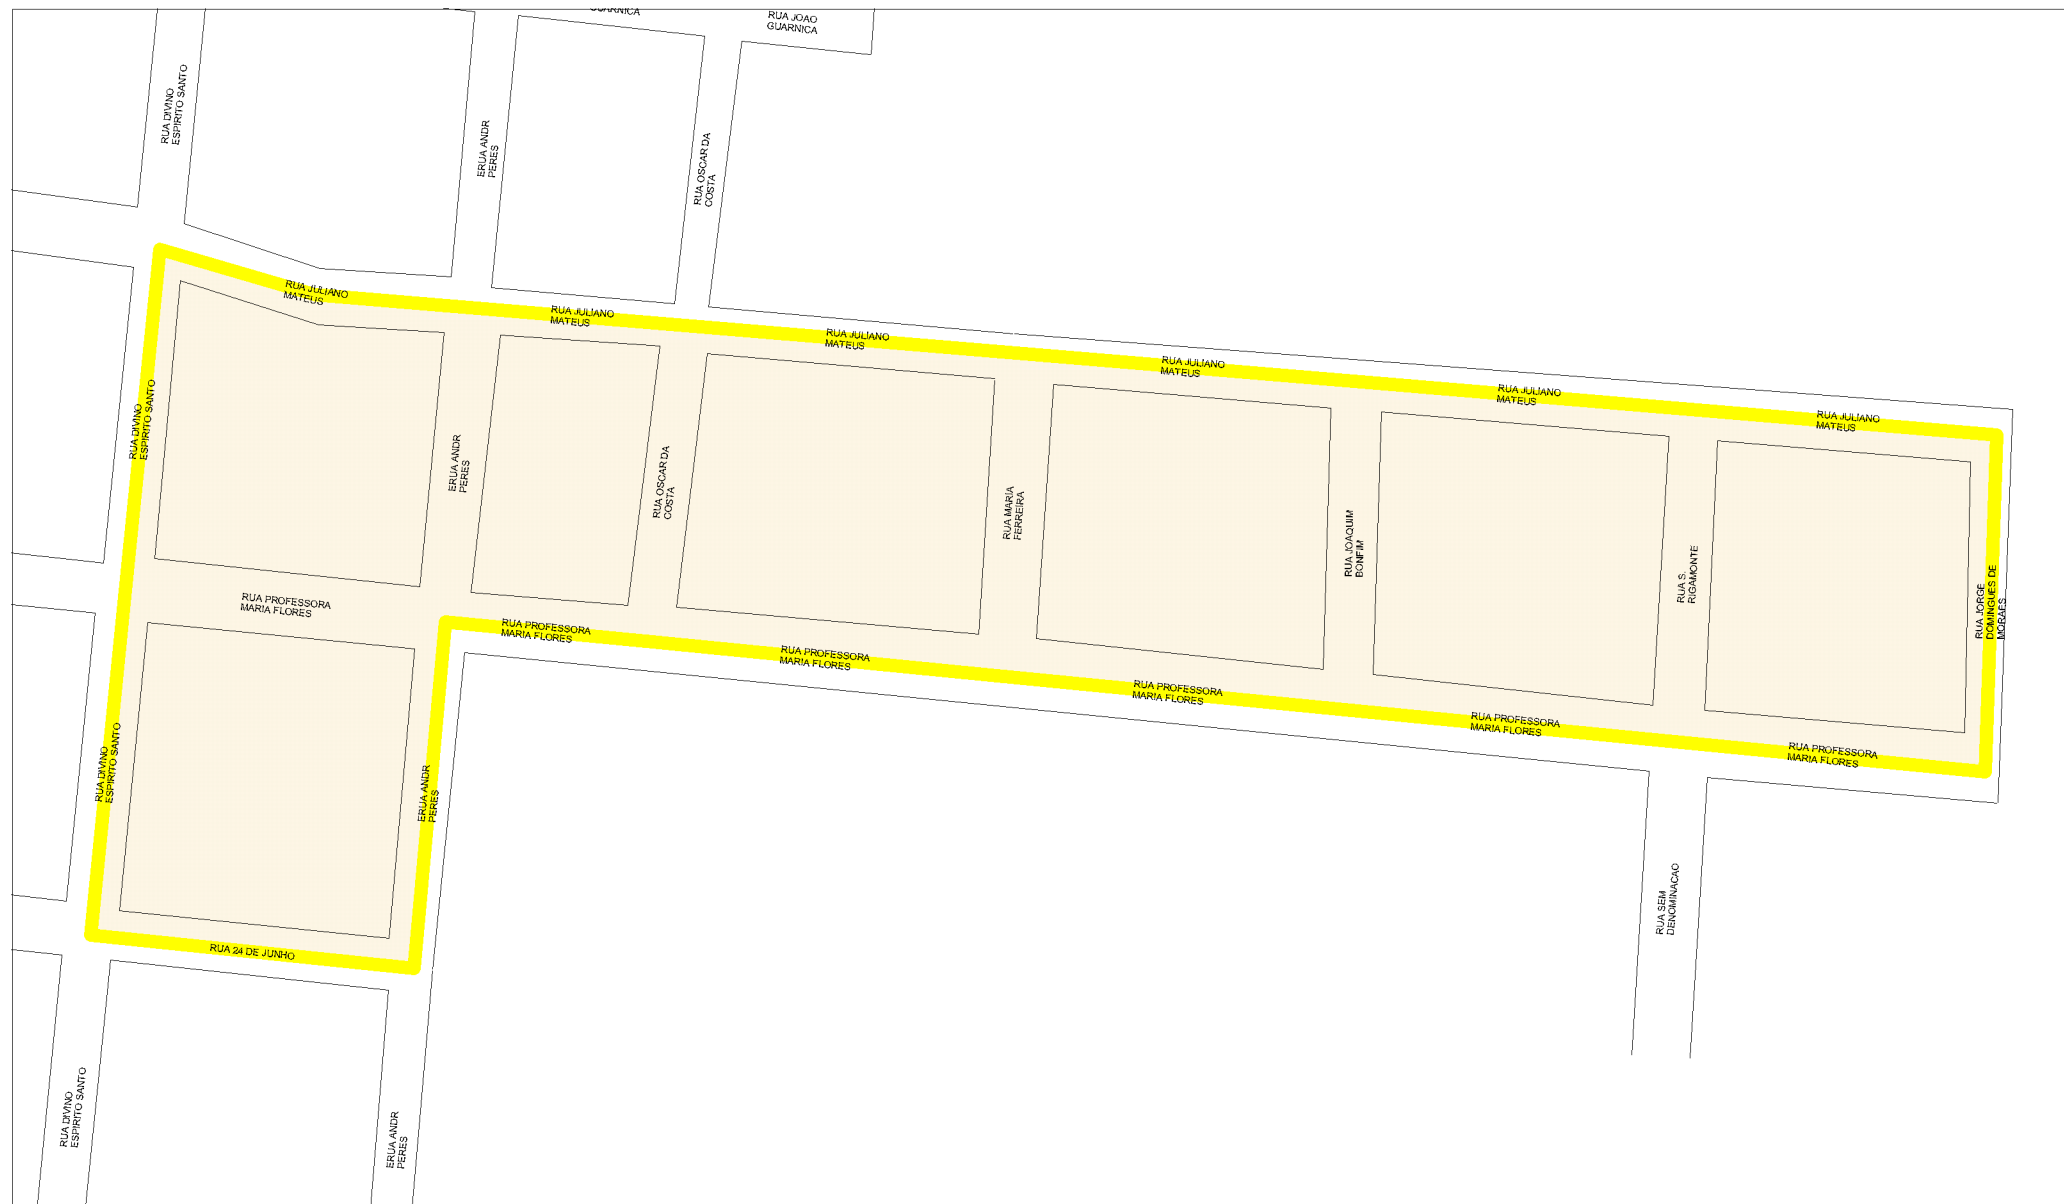 GUARNICA
RUA JOAO
GUARNICA
RUA DIVINO
ESPIRITO SANTO
ERUA ANDR
PERES
RUA OSCAR DA
COSTA
RUA JULIANO
MATEUS
RUA JULIANO
MATEUS
RUA JULIANO
MATEUS
RUA JULIANO
MATEUS
RUA JULIANO
MATEUS
RUA JULIANO
MATEUS
RUA DIVINO
ESPIRITO SANTO
ERUA ANDR
PERES
RUA OSCAR DA
COSTA
RUA MARIA
FERREIRA
RUA JOAQUIM
BONFIM
RUA S.
RIGAMONTE
RUA JORGE
DOMINGUES DE
MORAES
RUA PROFESSORA
MARIA FLORES
RUA PROFESSORA
MARIA FLORES
RUA PROFESSORA
MARIA FLORES
RUA PROFESSORA
MARIA FLORES
RUA PROFESSORA
MARIA FLORES
RUA PROFESSORA
MARIA FLORES
RUA DIVINO
ESPIRITO SANTO
ERUA ANDR
PERES
RUA SEM
DENOMINACAO
RUA 24 DE JUNHO
RUA DIVINO
ESPIRITO SANTO
ERUA ANDR
PERES